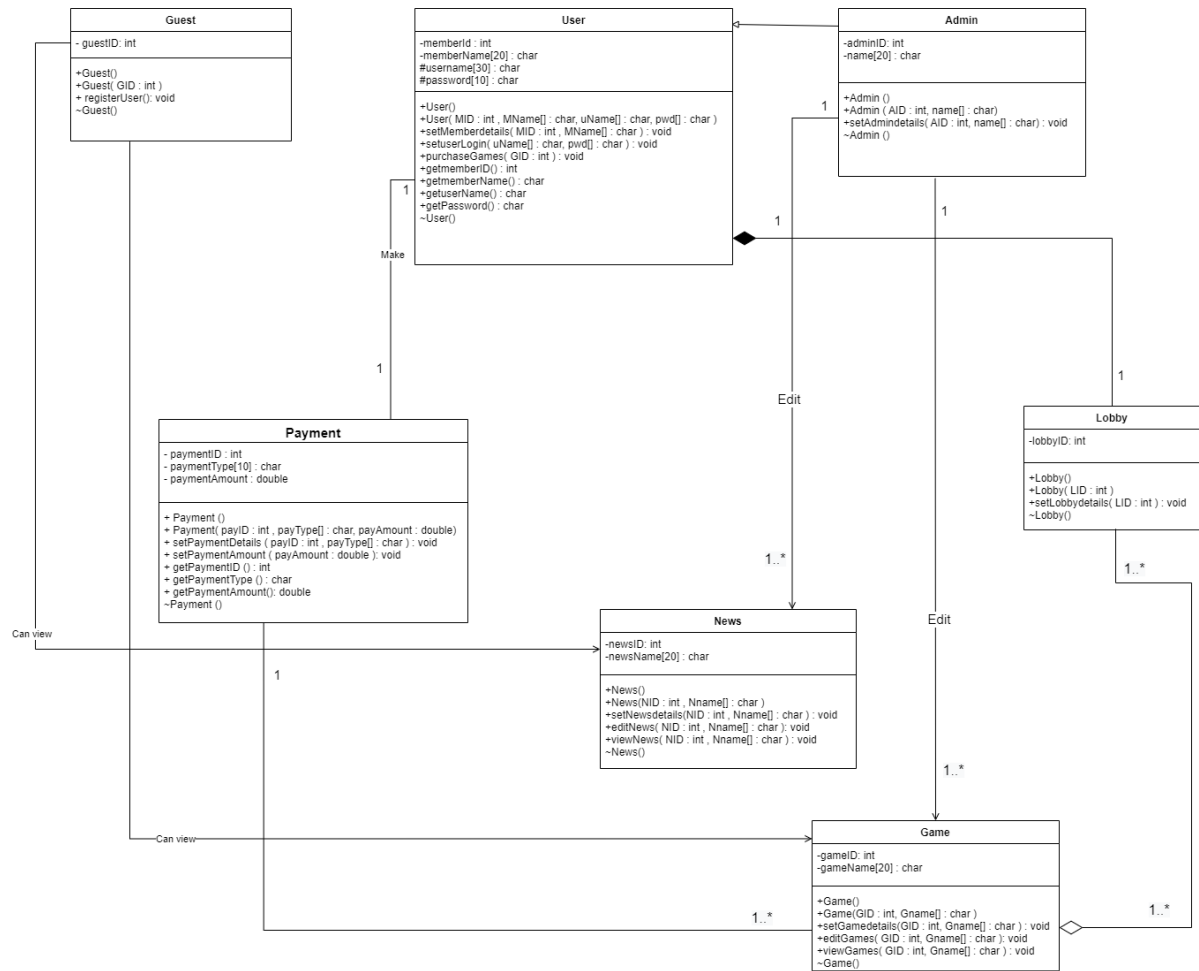 Guest
- guestID: int
+Guest()
+Guest( GID : int )
+ registerUser(): void
~Guest()
User
-memberId : int
-memberName[20] : char
#username[30] : char
#password[10] : char
+User()
+User( MID : int , MName[] : char, uName[] : char, pwd[] : char )
+setMemberdetails( MID : int , MName[] : char ) : void
+setuserLogin( uName[] : char, pwd[] : char ) : void
+purchaseGames( GID : int ) : void
+getmemberID() : int
+getmemberName() : char
+getuserName() : char
+getPassword() : char
~User()
Admin
-adminID: int
-name[20] : char
+Admin ()
+Admin ( AID : int, name[] : char)
+setAdmindetails( AID : int, name[] : char) : void
~Admin ()
1
1
1
1
Make
1
1
Edit
Lobby
-lobbyID: int
+Lobby()
+Lobby( LID : int )
+setLobbydetails( LID : int ) : void
~Lobby()
Payment
- paymentID : int
- paymentType[10] : char
- paymentAmount : double
+ Payment ()
+ Payment( payID : int , payType[] : char, payAmount : double)
+ setPaymentDetails ( payID : int , payType[] : char ) : void
+ setPaymentAmount ( payAmount : double ): void
+ getPaymentID () : int
+ getPaymentType () : char
+ getPaymentAmount(): double
~Payment ()
1..*
1..*
Can view
Edit
News
-newsID: int
-newsName[20] : char
+News()
+News(NID : int , Nname[] : char )
+setNewsdetails(NID : int , Nname[] : char ) : void
+editNews( NID : int , Nname[] : char ): void
+viewNews( NID : int , Nname[] : char ) : void
~News()
1
1..*
Can view
Game
-gameID: int
-gameName[20] : char
+Game()
+Game(GID : int, Gname[] : char )
+setGamedetails(GID : int, Gname[] : char ) : void
+editGames( GID : int, Gname[] : char ): void
+viewGames( GID : int, Gname[] : char ) : void
~Game()
1..*
1..*